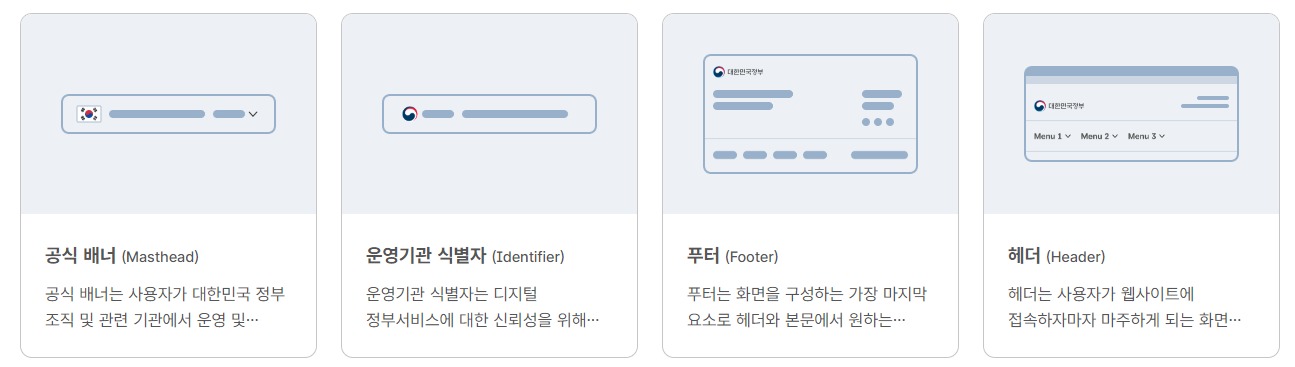 공식 배너 (Masthead)
공식 배너는 사용자가 대한민국 정부
조직 및 관련 기관에서 운영 및…
운영기관 식별자 (Identifier)
운영기관 식별자는 디지털
정부서비스에 대한 신뢰성을 위해…
대한민국정부
푸터 (Footer)
푸터는 화면을 구성하는 가장 마지막
요소로 헤더와 본문에서 원하는…
대한민국정부
Menu 1 Menu 2 Menu 3
헤더 (Header)
헤더는 사용자가 웹사이트에
접속하자마자 마주하게 되는 화면…